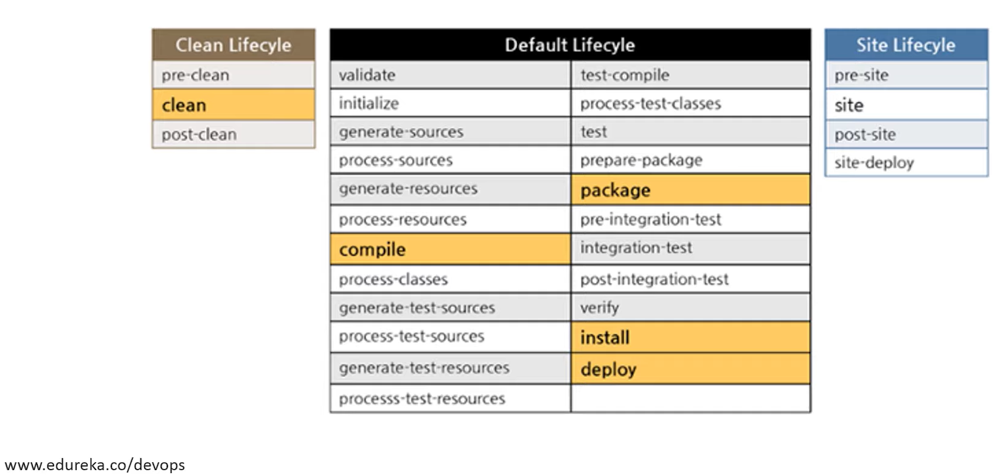 Clean Lifecyle
pre-clean
clean
post-clean
Default Lifecyle
validate
initialize
generate-sources
process-sources
generate-resources
process-resources
compile
process-classes
generate-test-sources
process-test-sources
generate-test-resources
processs-test-resources
test-compile
process-test-classes
test
prepare-package
package
pre-integration-test
integration-test
post-integration-test
verify
install
deploy
Site Lifecyle
pre-site
site
post-site
site-deploy
www.edureka.co/devops